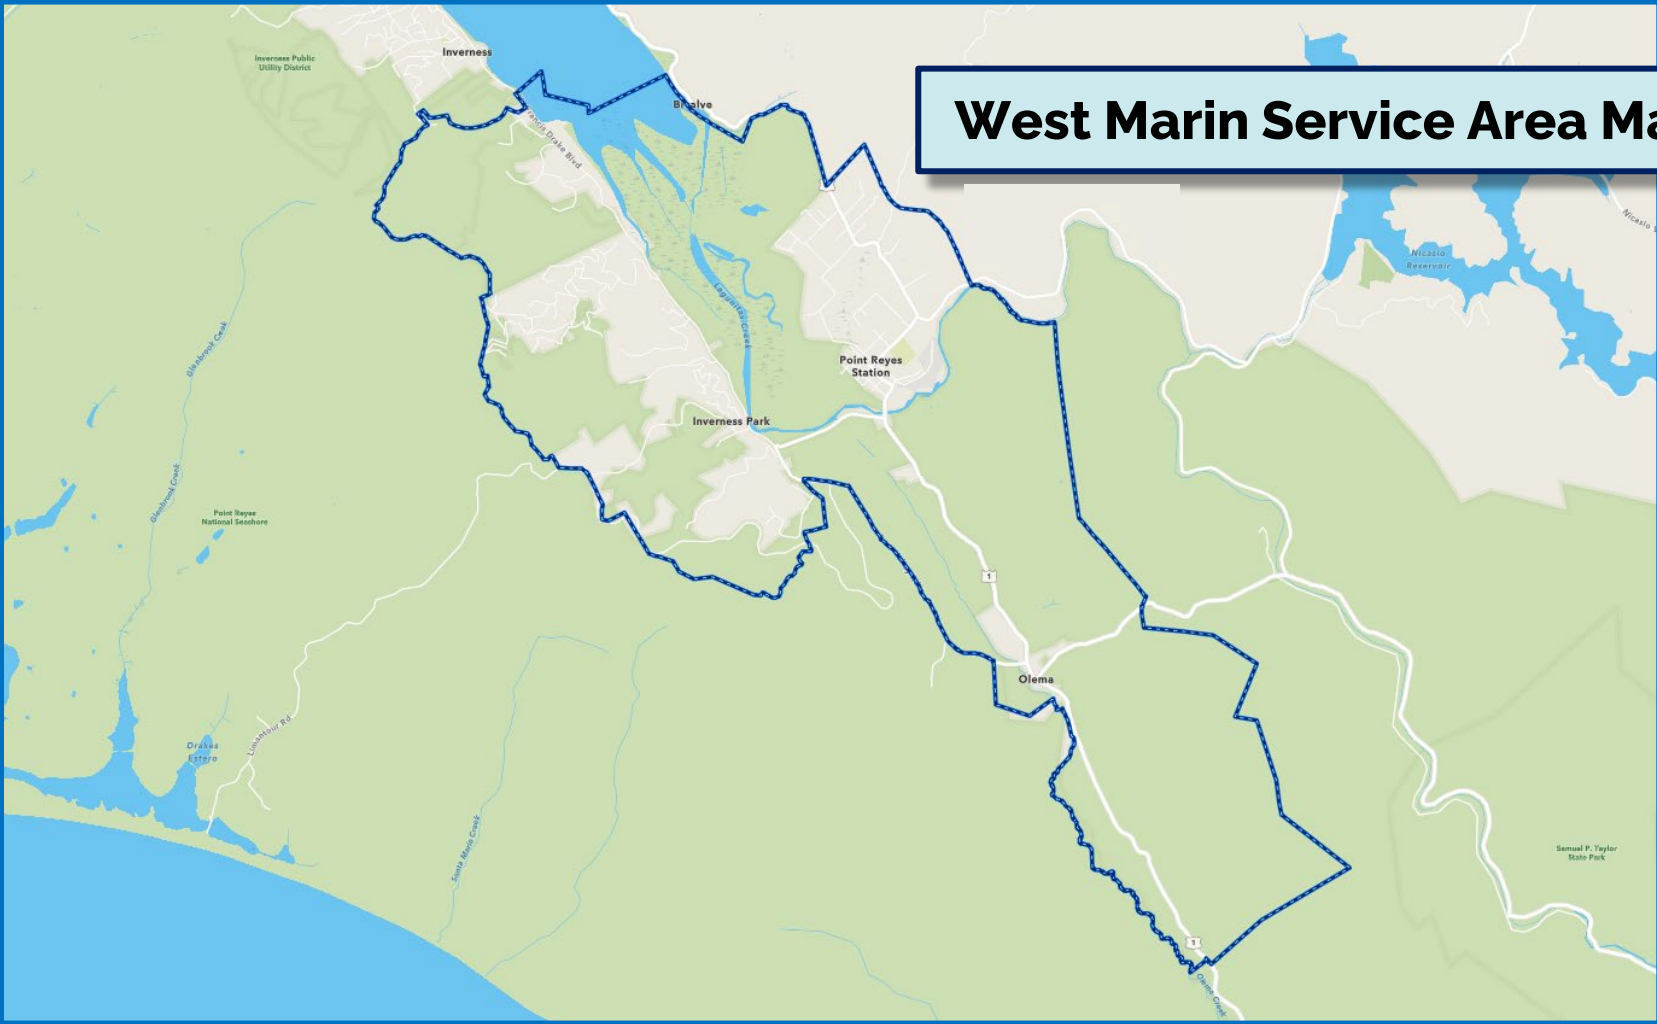 Inverness
Inverness Public
Utility District
West Marin Service Area Ma
Francis Drake Blvd
Nicasio
Reservoir
Lagunitas Creek
Glenbrook Creek
Point Reyes
Station
Inverness Park
Glenbrook Creek
Point Reyes
National Seashore
1
Olema
Limantour Rd
Drakes
Estero
Santa Maria Creek
Samuel P. Taylor
State Park
1
Olema Creek